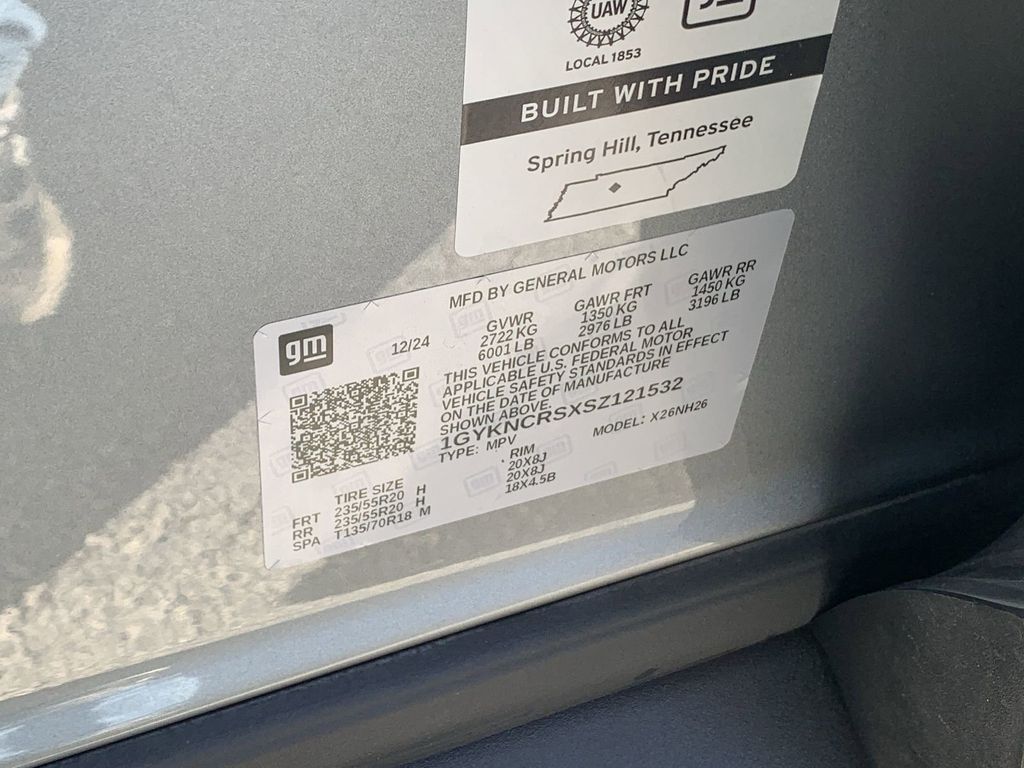 UAW
LOCAL 1853
BUILT WITH PRIDE
Spring Hill, Tennessee
MFD BY GENERAL MOTORS LLC
gm
12/24
GVWR GAWR FRT GAWR RR
2722 KG 1350 KG 1450 KG
6001 LB 2976 LB 3196 LB
THIS VEHICLE CONFORMS TO ALL
APPLICABLE U.S. FEDERAL MOTOR
VEHICLE SAFETY STANDARDS IN EFFECT
ON THE DATE OF MANUFACTURE
SHOWN ABOVE.
1GYKNCRSXSZ121532
TYPE: MPV MODEL: X26NH26
TIRE SIZE RIM
FRT 235/55R20 H 20X8J
RR 235/55R20 H 20X8J
SPA T135/70R18 M 18X4.5B